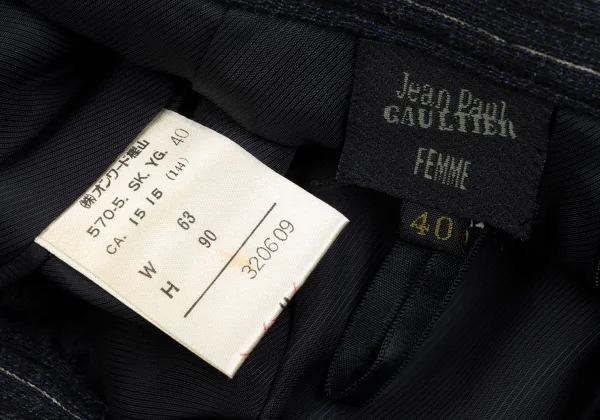 ㈱オンワード樫山
570-5. SK. YG. 40
CA. 15 15 (144)
W 63
H 90
320609
Jean Paul
GAULTIER
FEMME
40